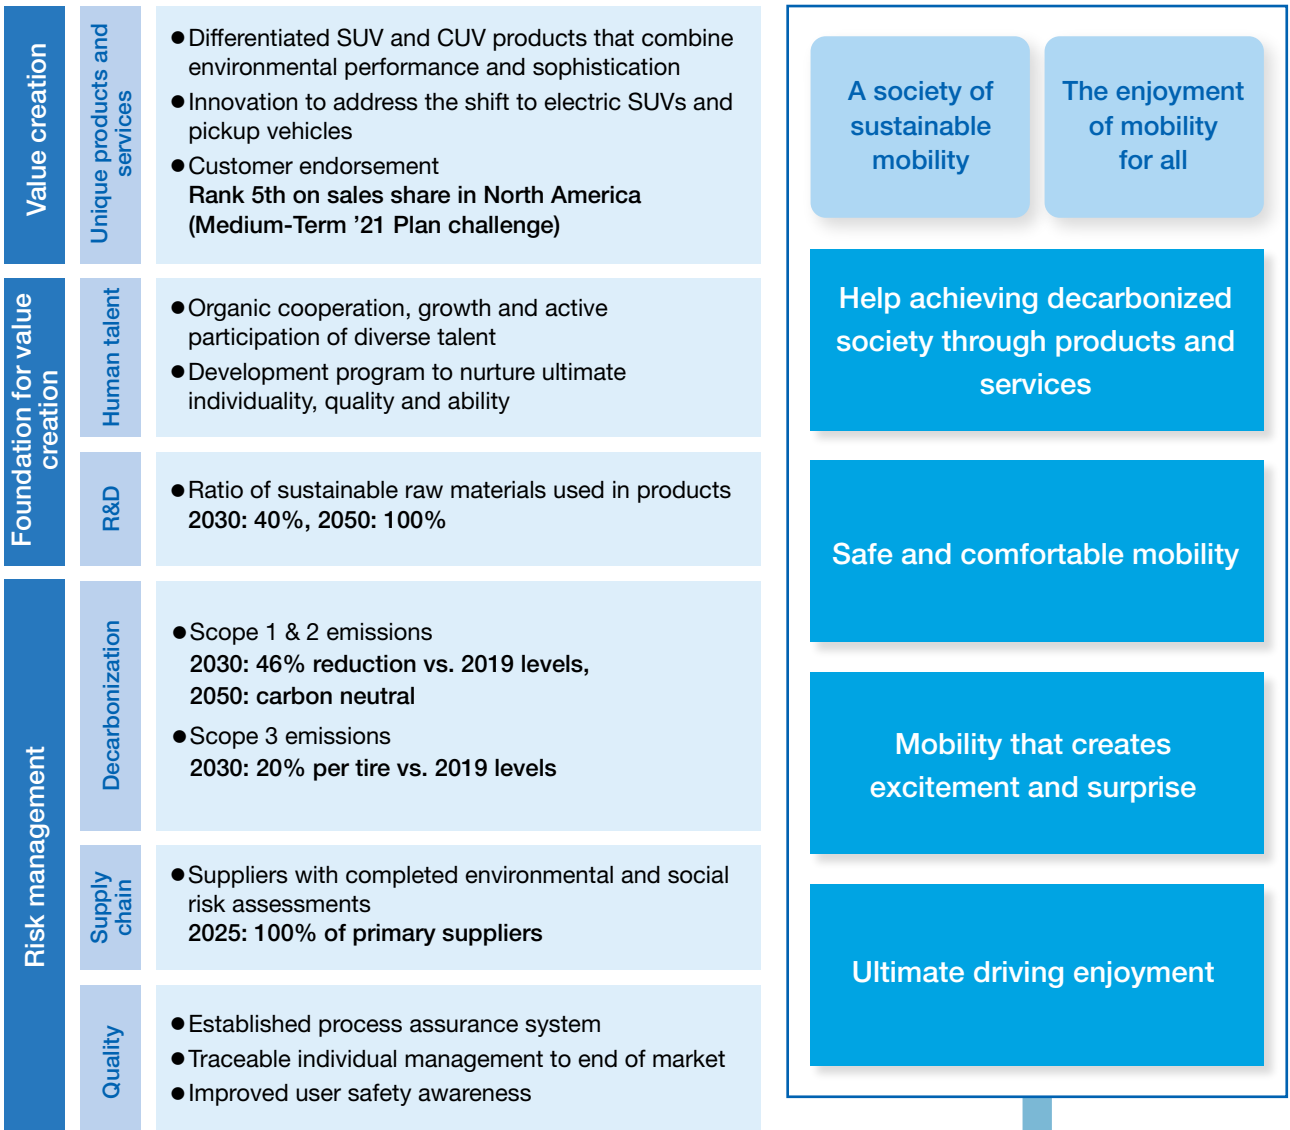 Value creation
Unique products and
services
●Differentiated SUV and CUV products that combine
environmental performance and sophistication
●Innovation to address the shift to electric SUVs and
pickup vehicles
●Customer endorsement
Rank 5th on sales share in North America
(Medium-Term ’21 Plan challenge)
Foundation for value
creation
Human talent
●Organic cooperation, growth and active
participation of diverse talent
●Development program to nurture ultimate
individuality, quality and ability
R&D
●Ratio of sustainable raw materials used in products
2030: 40%, 2050: 100%
Risk management
Decarbonization
●Scope 1 & 2 emissions
2030: 46% reduction vs. 2019 levels,
2050: carbon neutral
●Scope 3 emissions
2030: 20% per tire vs. 2019 levels
Supply
chain
●Suppliers with completed environmental and social
risk assessments
2025: 100% of primary suppliers
Quality
●Established process assurance system
●Traceable individual management to end of market
●Improved user safety awareness
A society of
sustainable
mobility
The enjoyment
of mobility
for all
Help achieving decarbonized
society through products and
services
Safe and comfortable mobility
Mobility that creates
excitement and surprise
Ultimate driving enjoyment